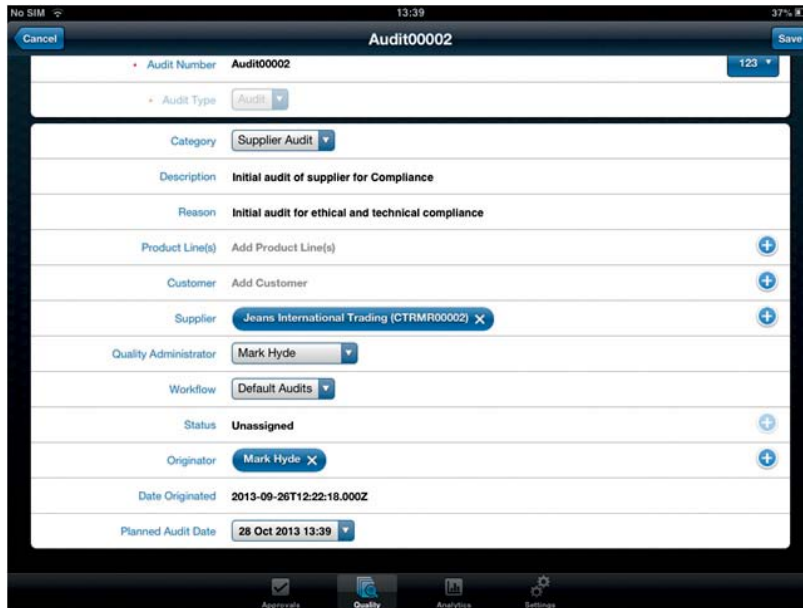 No SIM 13:39 37%
Cancel Audit00002 Save
• Audit Number Audit00002 123
• Audit Type Audit
Category Supplier Audit
Description Initial audit of supplier for Compliance
Reason Initial audit for ethical and technical compliance
Product Line(s) Add Product Line(s)
Customer Add Customer
Supplier Jeans International Trading (CTRMR00002) X
Quality Administrator Mark Hyde
Workflow Default Audits
Status Unassigned
Originator Mark Hyde X
Date Originated 2013-09-26T12:22:18.000Z
Planned Audit Date 28 Oct 2013 13:39
Approvals Quality Analytics Settings